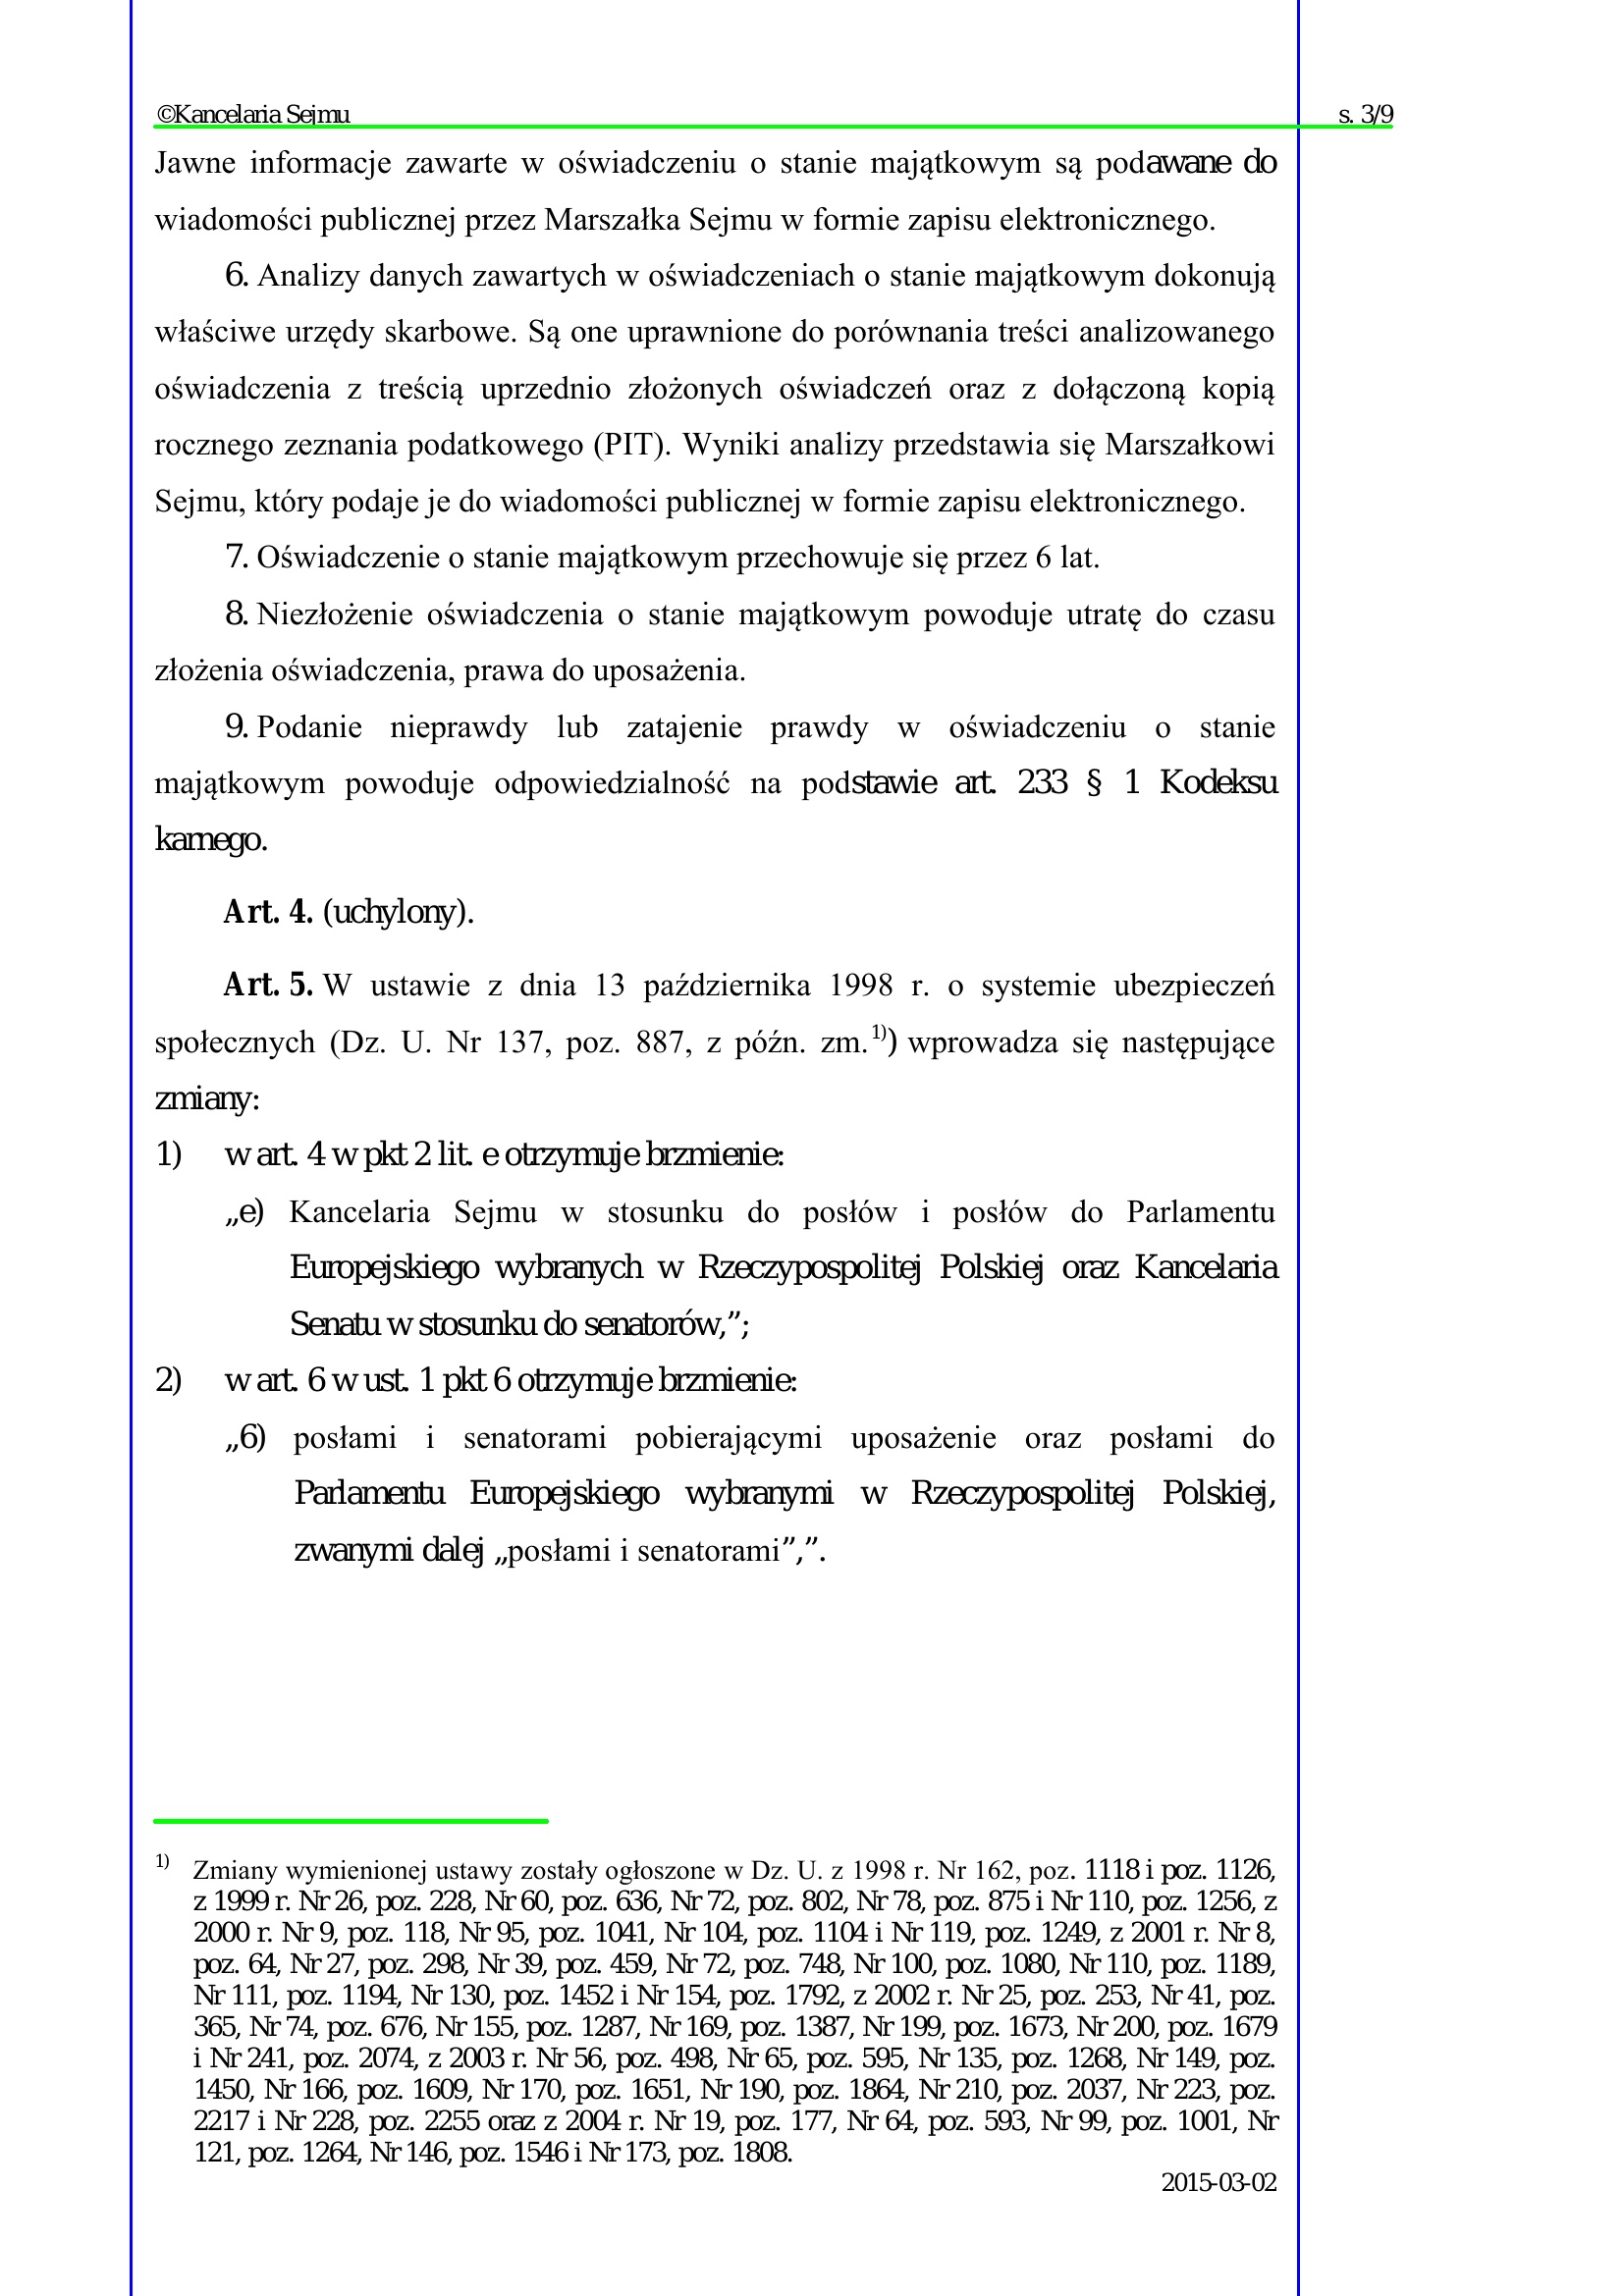 ©Kancelaria Sejmu s. 3/9
Jawne informacje zawarte w oświadczeniu o stanie majątkowym są podawane do
wiadomości publicznej przez Marszałka Sejmu w formie zapisu elektronicznego.
6. Analizy danych zawartych w oświadczeniach o stanie majątkowym dokonują
właściwe urzędy skarbowe. Są one uprawnione do porównania treści analizowanego
oświadczenia z treścią uprzednio złożonych oświadczeń oraz z dołączoną kopią
rocznego zeznania podatkowego (PIT). Wyniki analizy przedstawia się Marszałkowi
Sejmu, który podaje je do wiadomości publicznej w formie zapisu elektronicznego.
7. Oświadczenie o stanie majątkowym przechowuje się przez 6 lat.
8. Niezłożenie oświadczenia o stanie majątkowym powoduje utratę do czasu
złożenia oświadczenia, prawa do uposażenia.
9. Podanie nieprawdy lub zatajenie prawdy w oświadczeniu o stanie
majątkowym powoduje odpowiedzialność na podstawie art. 233 § 1 Kodeksu
karnego.
Art. 4. (uchylony).
Art. 5. W ustawie z dnia 13 października 1998 r. o systemie ubezpieczeń
społecznych (Dz. U. Nr 137, poz. 887, z późn. zm.1)) wprowadza się następujące
zmiany:
1) w art. 4 w pkt 2 lit. e otrzymuje brzmienie:
„e) Kancelaria Sejmu w stosunku do posłów i posłów do Parlamentu
Europejskiego wybranych w Rzeczypospolitej Polskiej oraz Kancelaria
Senatu w stosunku do senatorów,”;
2) w art. 6 w ust. 1 pkt 6 otrzymuje brzmienie:
„6) posłami i senatorami pobierającymi uposażenie oraz posłami do
Parlamentu Europejskiego wybranymi w Rzeczypospolitej Polskiej,
zwanymi dalej „posłami i senatorami”,”.
1) Zmiany wymienionej ustawy zostały ogłoszone w Dz. U. z 1998 r. Nr 162, poz. 1118 i poz. 1126,
z 1999 r. Nr 26, poz. 228, Nr 60, poz. 636, Nr 72, poz. 802, Nr 78, poz. 875 i Nr 110, poz. 1256, z
2000 r. Nr 9, poz. 118, Nr 95, poz. 1041, Nr 104, poz. 1104 i Nr 119, poz. 1249, z 2001 r. Nr 8,
poz. 64, Nr 27, poz. 298, Nr 39, poz. 459, Nr 72, poz. 748, Nr 100, poz. 1080, Nr 110, poz. 1189,
Nr 111, poz. 1194, Nr 130, poz. 1452 i Nr 154, poz. 1792, z 2002 r. Nr 25, poz. 253, Nr 41, poz.
365, Nr 74, poz. 676, Nr 155, poz. 1287, Nr 169, poz. 1387, Nr 199, poz. 1673, Nr 200, poz. 1679
i Nr 241, poz. 2074, z 2003 r. Nr 56, poz. 498, Nr 65, poz. 595, Nr 135, poz. 1268, Nr 149, poz.
1450, Nr 166, poz. 1609, Nr 170, poz. 1651, Nr 190, poz. 1864, Nr 210, poz. 2037, Nr 223, poz.
2217 i Nr 228, poz. 2255 oraz z 2004 r. Nr 19, poz. 177, Nr 64, poz. 593, Nr 99, poz. 1001, Nr
121, poz. 1264, Nr 146, poz. 1546 i Nr 173, poz. 1808.
2015-03-02